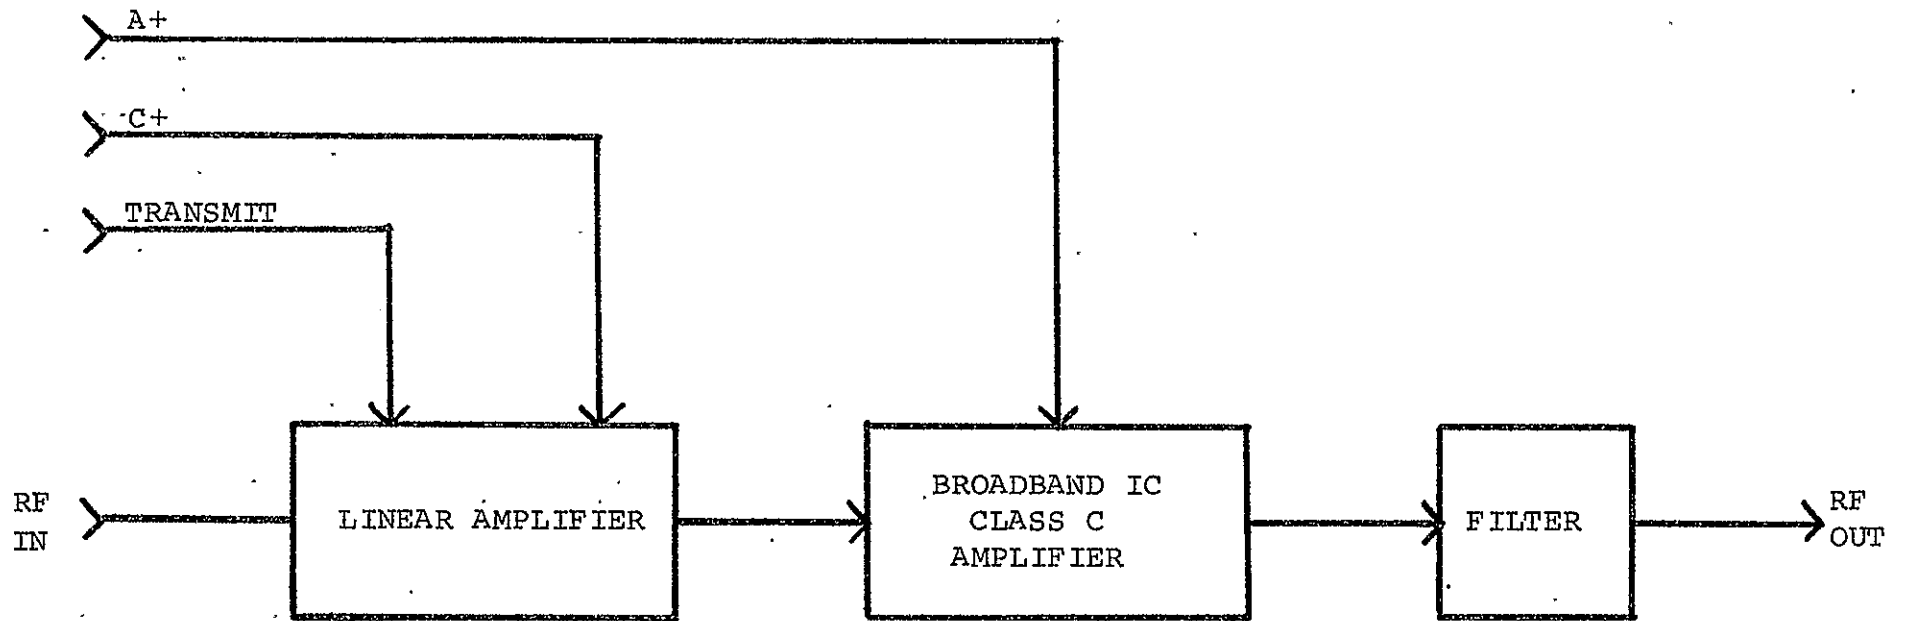 A+
C+
TRANSMIT
RF
IN
LINEAR AMPLIFIER
BROADBAND IC
CLASS C
AMPLIFIER
FILTER
RF
OUT